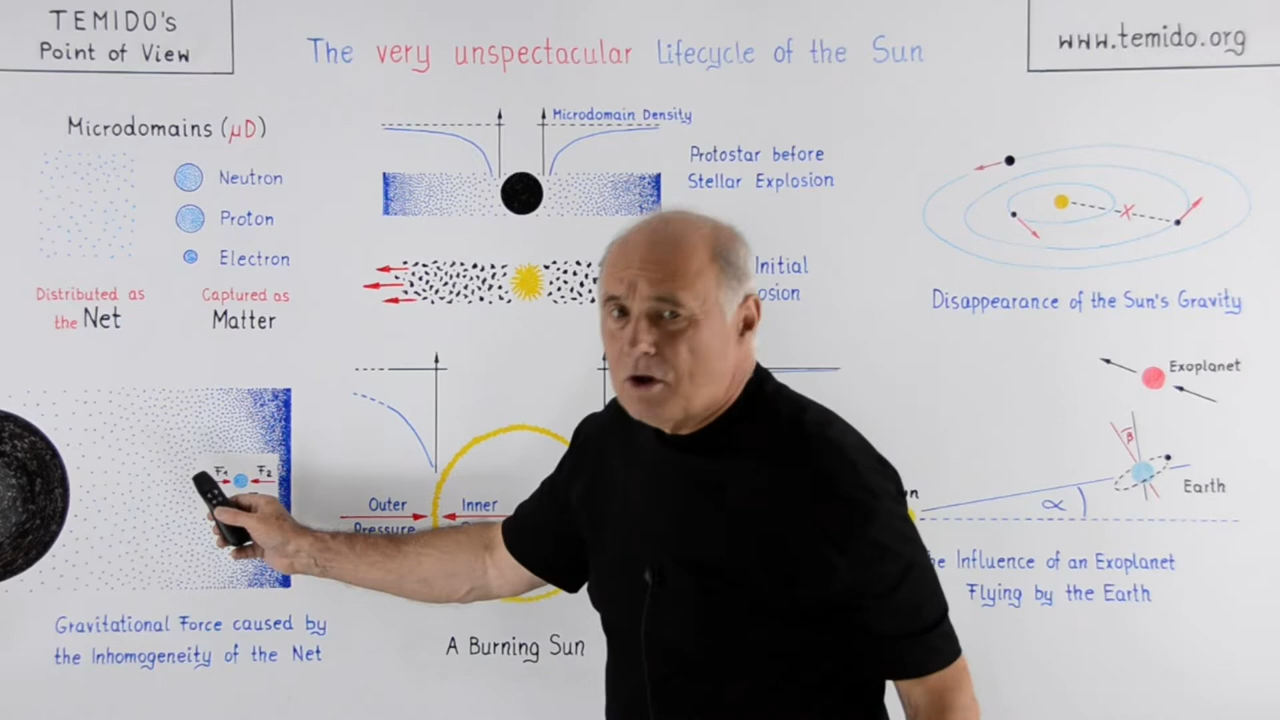 TEMIDO's
Point of View
The very unspectacular Lifecycle of the Sun
www.temido.org
Microdomains (µD)
Neutron
Proton
Electron
Distributed as
the Net
Captured as
Matter
Microdomain Density
Protostar before
Stellar Explosion
Initial
X
Disappearance of the Sun's Gravity
F1
F2
Gravitational Force caused by
the Inhomogeneity of the Net
Outer
Pressure
Inner
A Burning Sun
Exoplanet
β
α
Earth
Influence of an Exoplanet
Flying by the Earth